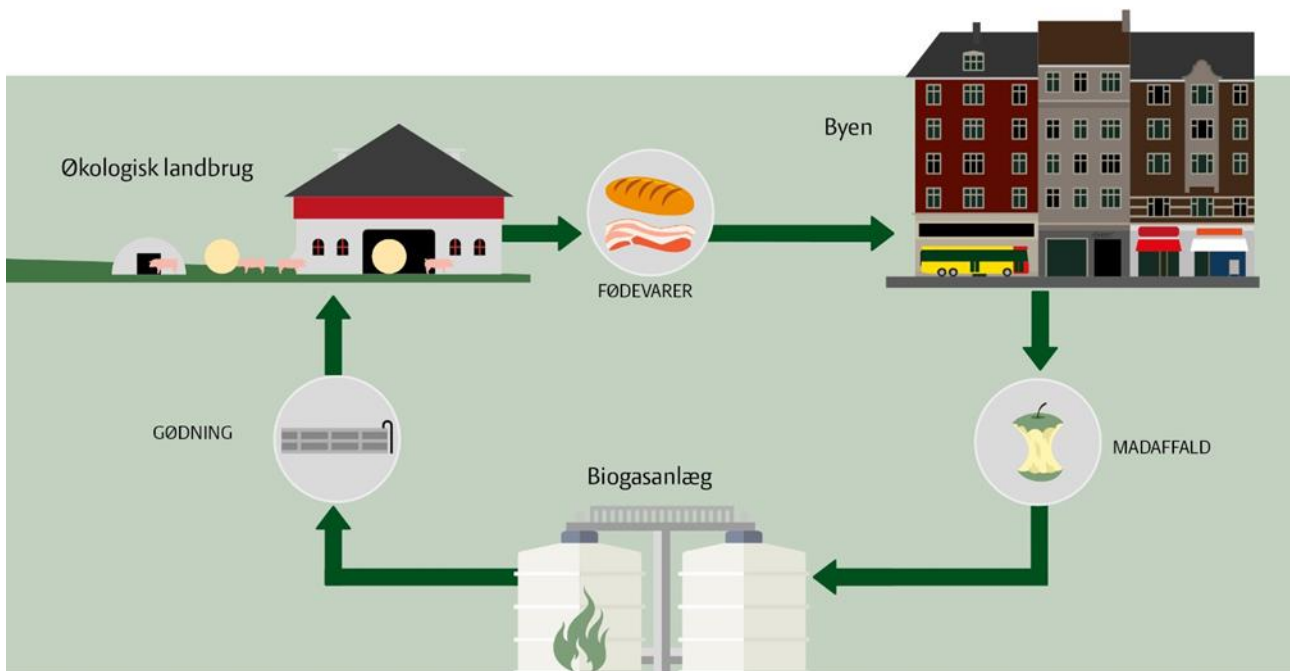 Økologisk landbrug
Byen
FØDEVARER
GØDNING
MADAFFALD
Biogasanlæg